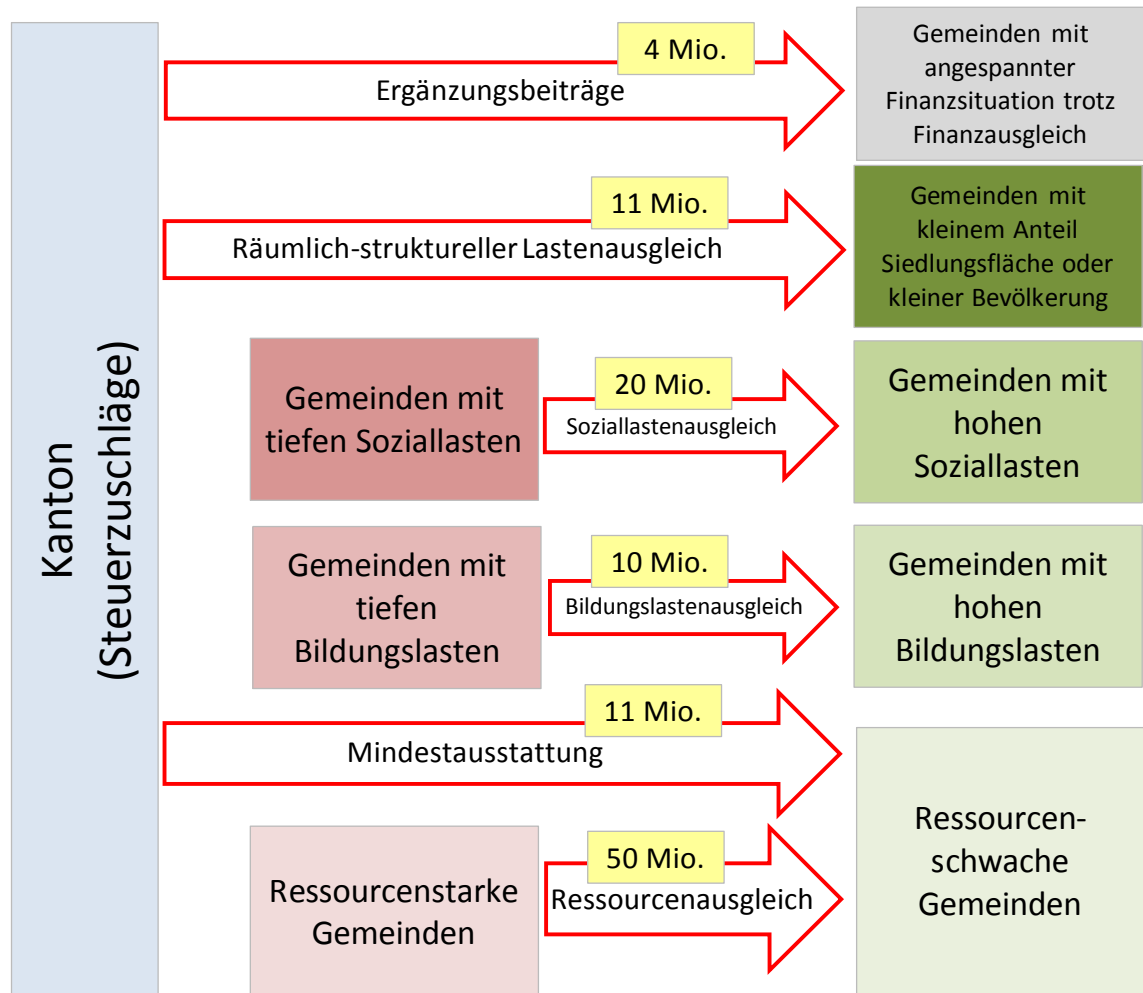 Kanton
(Steuerzuschläge)
4 Mio.
Ergänzungsbeiträge
Gemeinden mit
angespannter
Finanzsituation trotz
Finanzausgleich
11 Mio.
Räumlich-struktureller Lastenausgleich
Gemeinden mit
kleinem Anteil
Siedlungsfläche oder
kleiner Bevölkerung
Gemeinden mit
tiefen Soziallasten
20 Mio.
Soziallastenausgleich
Gemeinden mit
hohen
Soziallasten
Gemeinden mit
tiefen
Bildungslasten
10 Mio.
Bildungslastenausgleich
Gemeinden mit
hohen
Bildungslasten
11 Mio.
Mindestausstattung
Ressourcenstarke
Gemeinden
50 Mio.
Ressourcenausgleich
Ressourcen-
schwache
Gemeinden